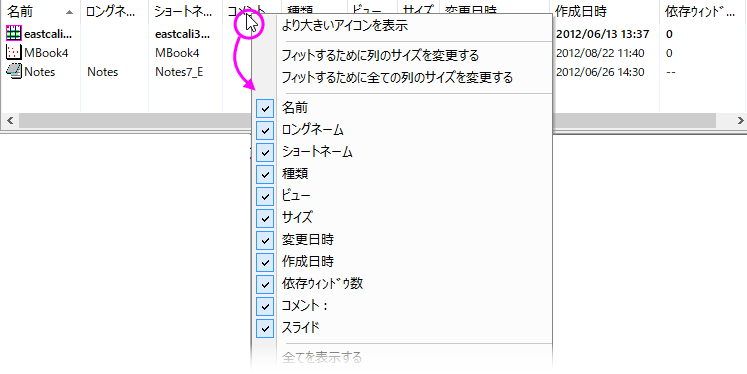 名前 ロングネ... ショートネ... コメント 種類 ビュー サイズ 変更日時 作成日時 依存ｳｨﾝﾄﾞ...
eastcali... eastcali3... 2012/06/13 13:37 0
MBook4 MBook4 2012/08/22 11:40 0
Notes Notes Notes7_E 2012/06/26 14:30 --
より大きいアイコンを表示
フィットするために列のサイズを変更する
フィットするために全ての列のサイズを変更する
名前
ロングネーム
ショートネーム
種類
ビュー
サイズ
変更日時
作成日時
依存ｳｨﾝﾄﾞｳ数
コメント：
スライド
全てを表示する